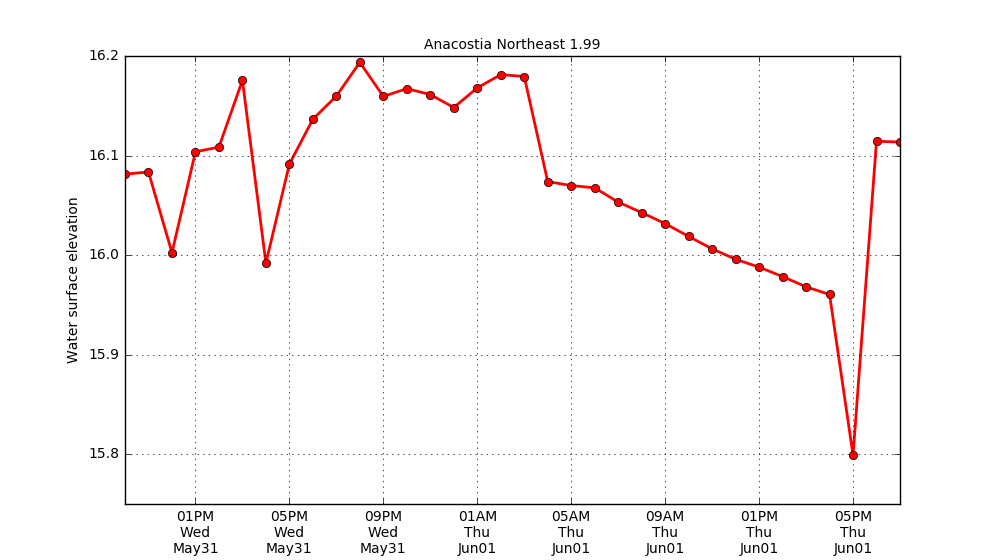 Anacostia Northeast 1.99
Water surface elevation
16.2
16.1
16.0
15.9
15.8
01PM 05PM 09PM 01AM 05AM 09AM 01PM 05PM
Wed Wed Wed Thu Thu Thu Thu Thu
May31 May31 May31 Jun01 Jun01 Jun01 Jun01 Jun01